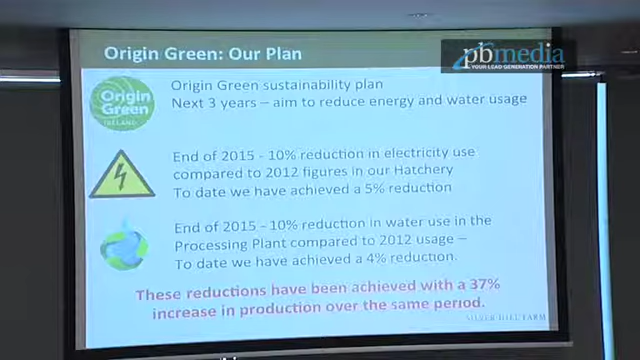 Origin Green: Our Plan
pbmedia
YOUR LEAD GENERATION PARTNER
Origin
Green
IRELAND
Origin Green sustainability plan
Next 3 years – aim to reduce energy and water usage
End of 2015 - 10% reduction in electricity use
compared to 2012 figures in our Hatchery
To date we have achieved a 5% reduction
End of 2015 - 10% reduction in water use in the
Processing Plant compared to 2012 usage –
To date we have achieved a 4% reduction.
These reductions have been achieved with a 37%
increase in production over the same period.
SILVER HILL FARM